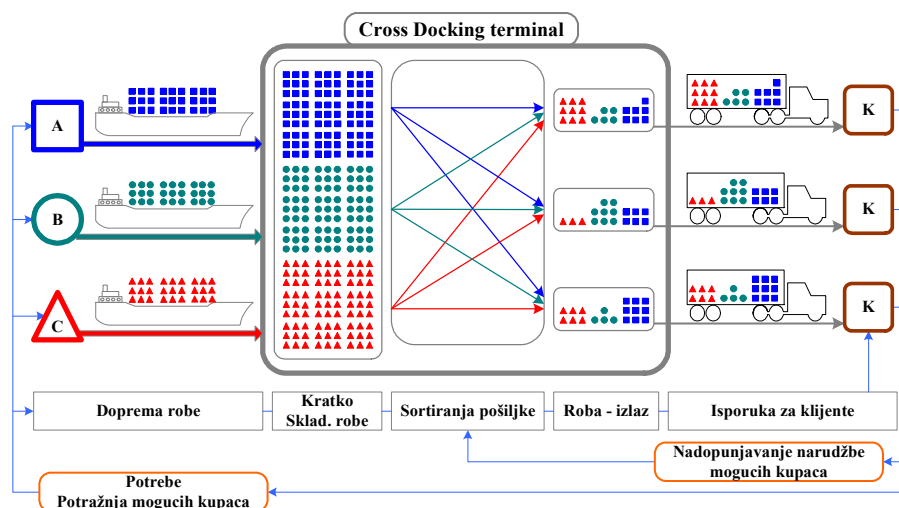 Cross Docking terminal
A
K
B
K
C
K
Doprema robe
Kratko
Sklad. robe
Sortiranja pošiljke
Roba - izlaz
Isporuka za klijente
Nadopunjavanje narudžbe
mogucih kupaca
Potrebe
Potražnja mogucih kupaca